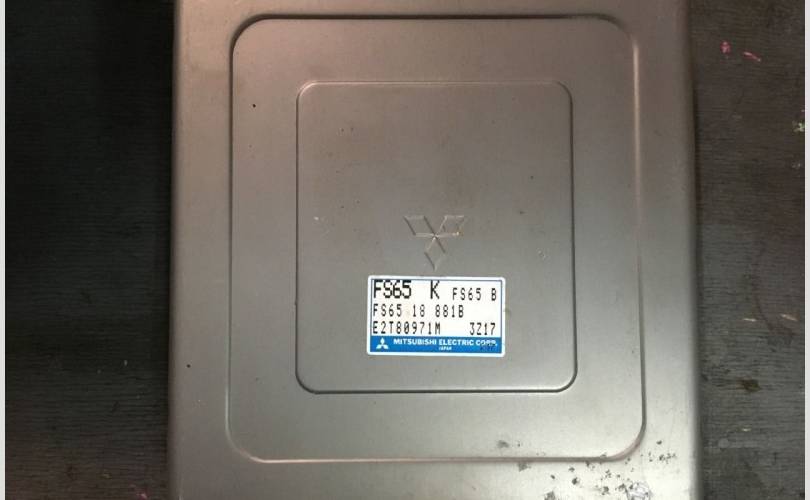 FS65 K FS65 B
FS65 18 881B
E2T80971M 3Z17
MITSUBISHI ELECTRIC CORP.
JAPAN